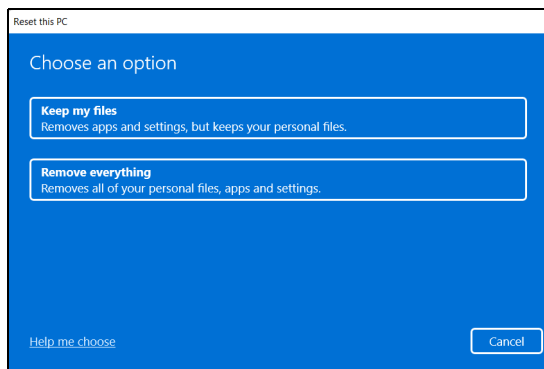 Reset this PC
Choose an option
Keep my files
Removes apps and settings, but keeps your personal files.
Remove everything
Removes all of your personal files, apps and settings.
Help me choose
Cancel